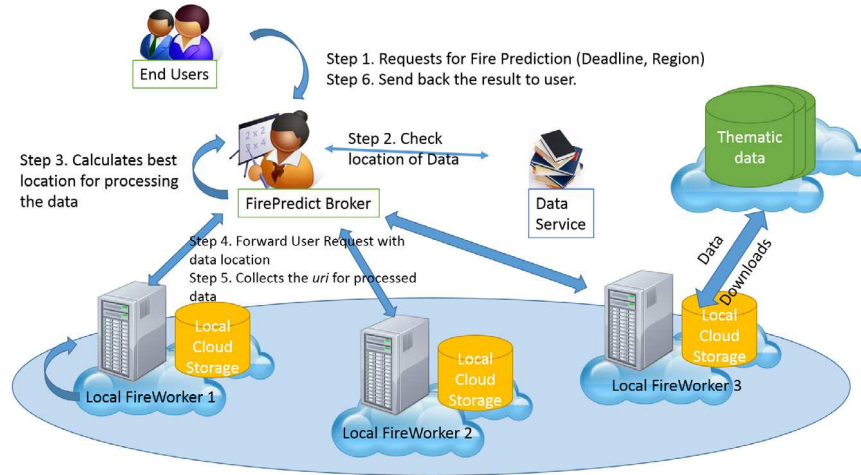 Step 1. Requests for Fire Prediction (Deadline, Region)
Step 6. Send back the result to user.
End Users
2 x 2
3 x 4
Step 2. Check
location of Data
Thematic
data
Step 3. Calculates best
location for processing
the data
FirePredict Broker
Data
Service
Step 4. Forward User Request with
data location
Step 5. Collects the uri for processed
data
Data
Downloads
Local
Cloud
Storage
Local FireWorker 1
Local
Cloud
Storage
Local FireWorker 2
Local
Cloud
Storage
Local FireWorker 3